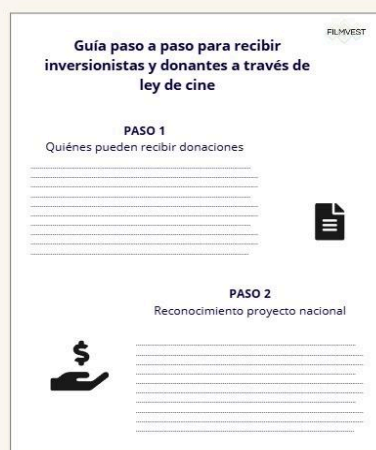 FILMVEST
Guía paso a paso para recibir
inversionistas y donantes a través de
ley de cine
PASO 1
Quiénes pueden recibir donaciones
PASO 2
Reconocimiento proyecto nacional
$